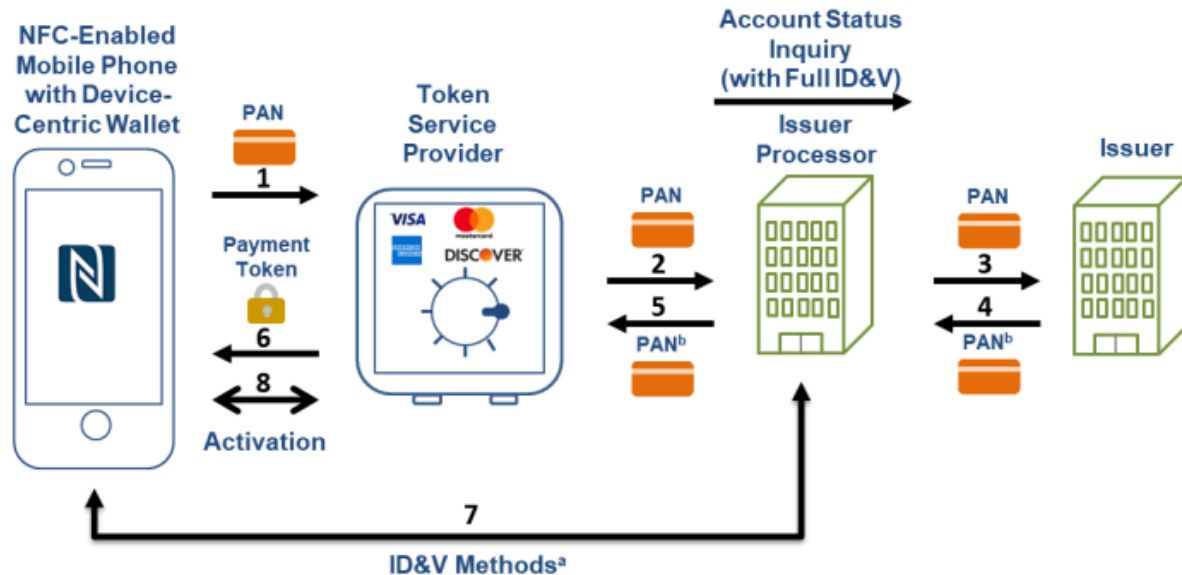 NFC-Enabled
Mobile Phone
with Device-
Centric Wallet
PAN
1
Payment
Token
6
8
Activation
Token
Service
Provider
VISA
mastercard
AMERICAN
EXPRESS
DISCOVER
Account Status
Inquiry
(with Full ID&V)
Issuer
Processor
Issuer
PAN
2
5
PANᵇ
PAN
3
4
PANᵇ
7
ID&V Methodsᵃ